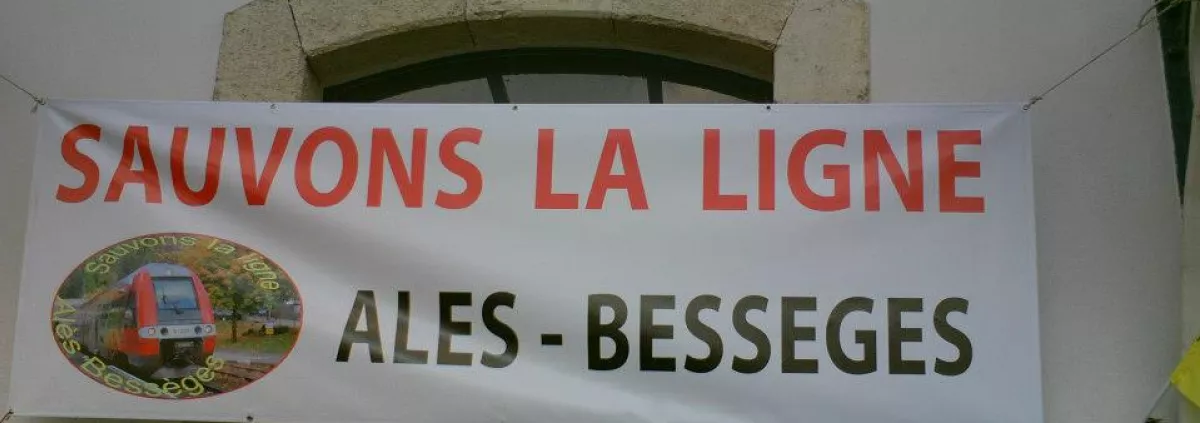 SAUVONS LA LIGNE
Sauvons la ligne
Alès-Bessèges
ALES - BESSEGES